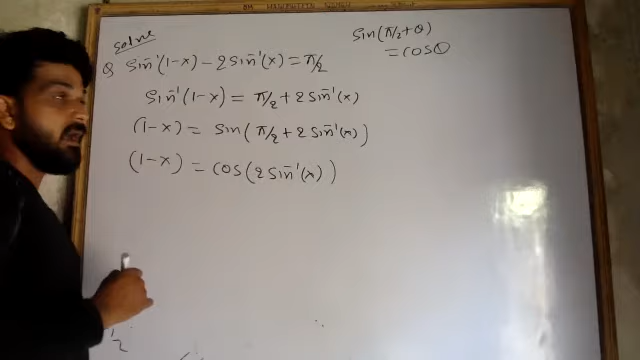 solve
sin(π/2+θ)
=cosθ
Q sin⁻¹(1-x) - 2sin⁻¹(x) = π/2
sin⁻¹(1-x) = π/2 + 2sin⁻¹(x)
(1-x) = sin(π/2 + 2sin⁻¹(x))
(1-x) = cos(2sin⁻¹(x))